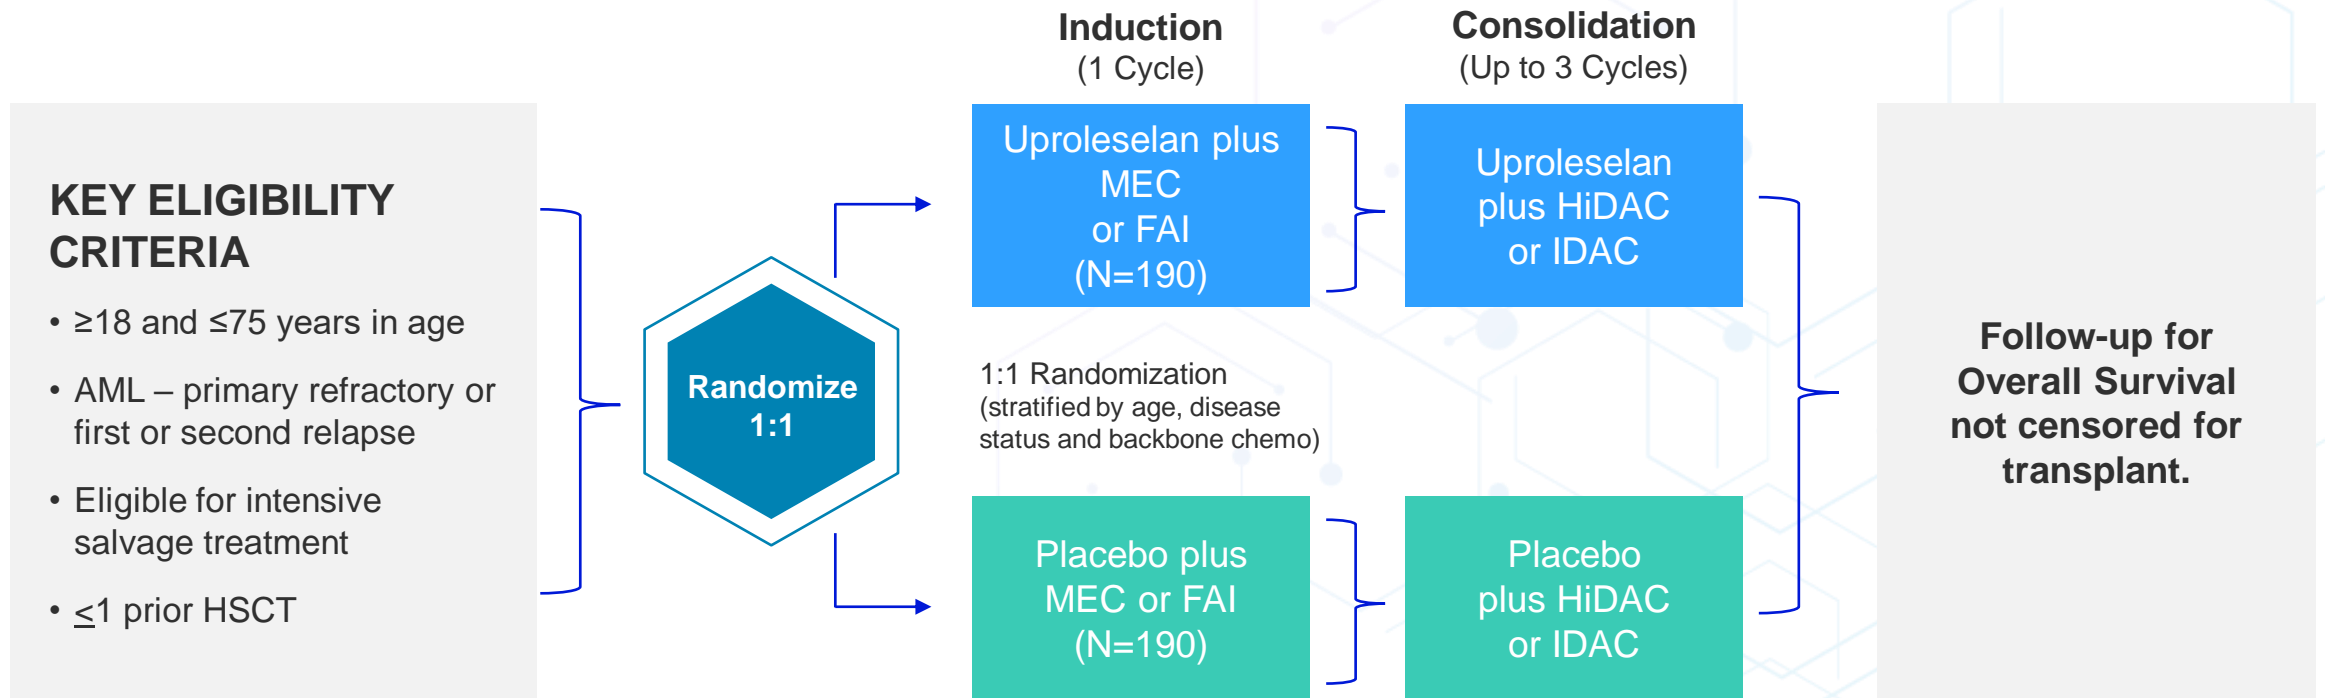 KEY ELIGIBILITY
CRITERIA
• ≥18 and ≤75 years in age
• AML – primary refractory or
first or second relapse
• Eligible for intensive
salvage treatment
• ≤1 prior HSCT
Randomize
1:1
Induction
(1 Cycle)
Uproleselan plus
MEC
or FAI
(N=190)
1:1 Randomization
(stratified by age, disease
status and backbone chemo)
Placebo plus
MEC or FAI
(N=190)
Consolidation
(Up to 3 Cycles)
Uproleselan
plus HiDAC
or IDAC
Placebo
plus HiDAC
or IDAC
Follow-up for
Overall Survival
not censored for
transplant.